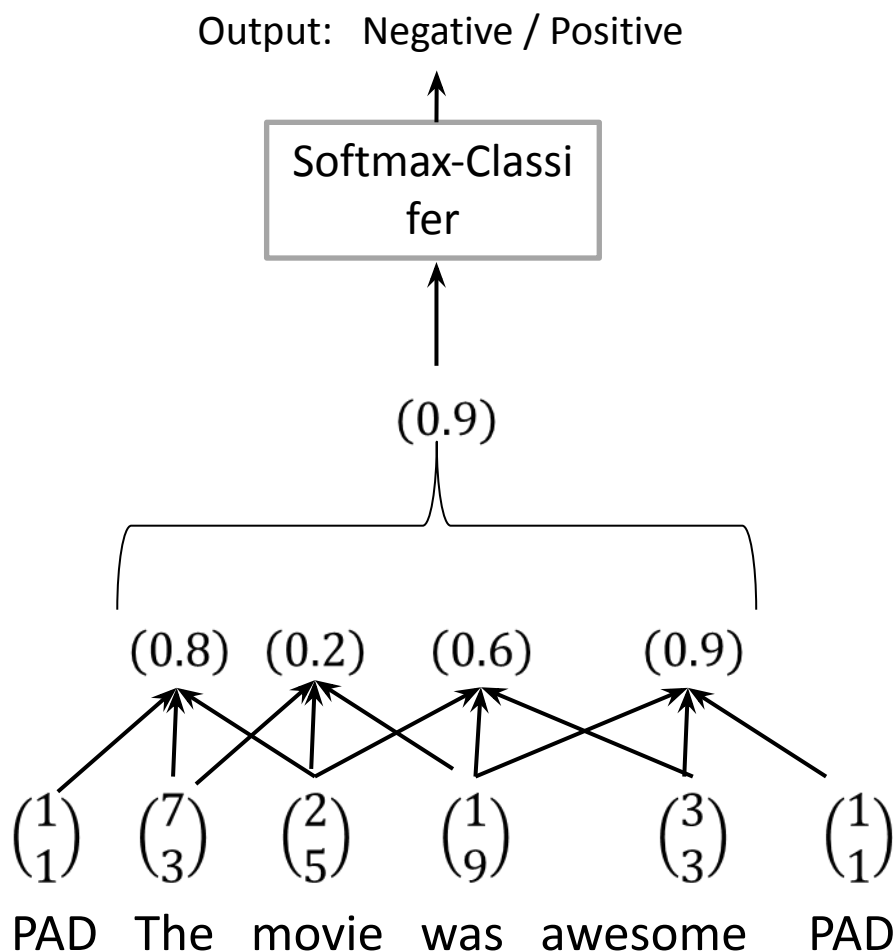 Output: Negative / Positive
Softmax-Classi
fer
(0.9)
(0.8) (0.2) (0.6) (0.9)
1 7 2 1 3 1
1 3 5 9 3 1
PAD The movie was awesome PAD